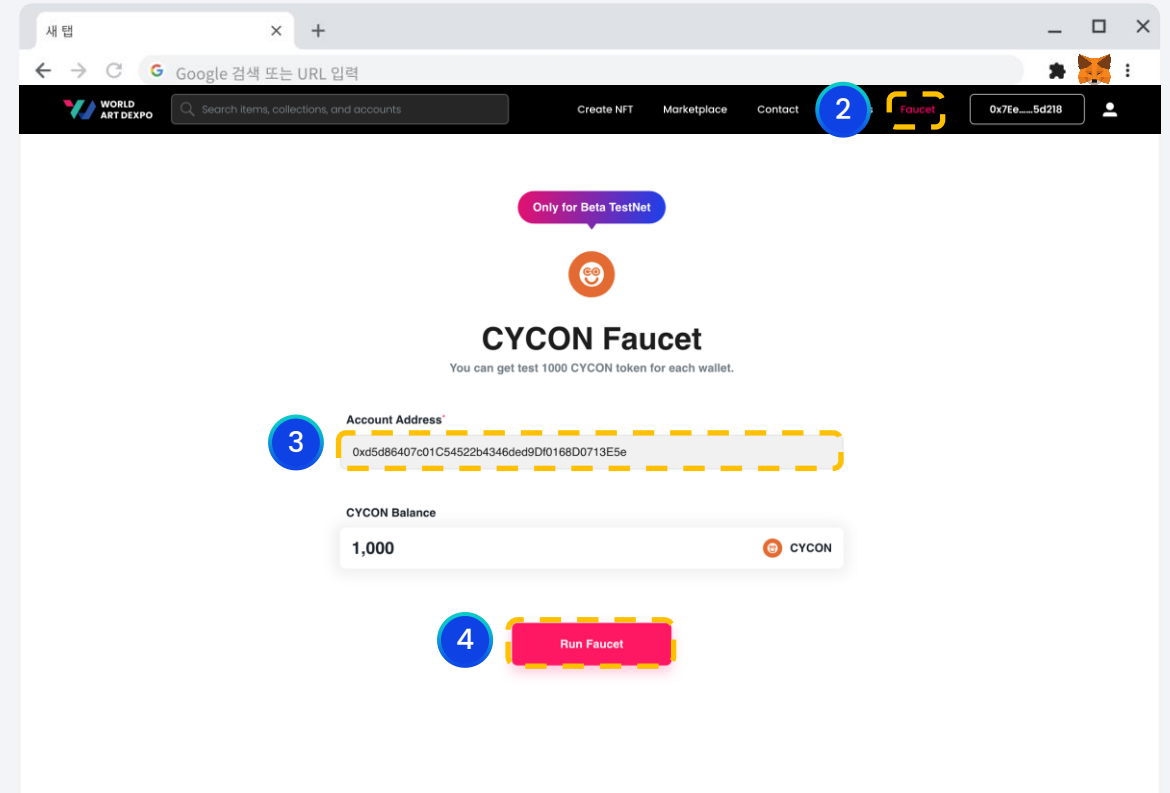 새 탭
Google 검색 또는 URL 입력
WORLD
ART DEXPO
Search items, collections, and accounts
Create NFT
Marketplace
Contact
2
Faucet
0x7Ee......5d218
Only for Beta TestNet
CYCON Faucet
You can get test 1000 CYCON token for each wallet.
Account Address*
3
0xd5d86407c01C54522b4346ded9Df0168D0713E5e
CYCON Balance
1,000
CYCON
4
Run Faucet